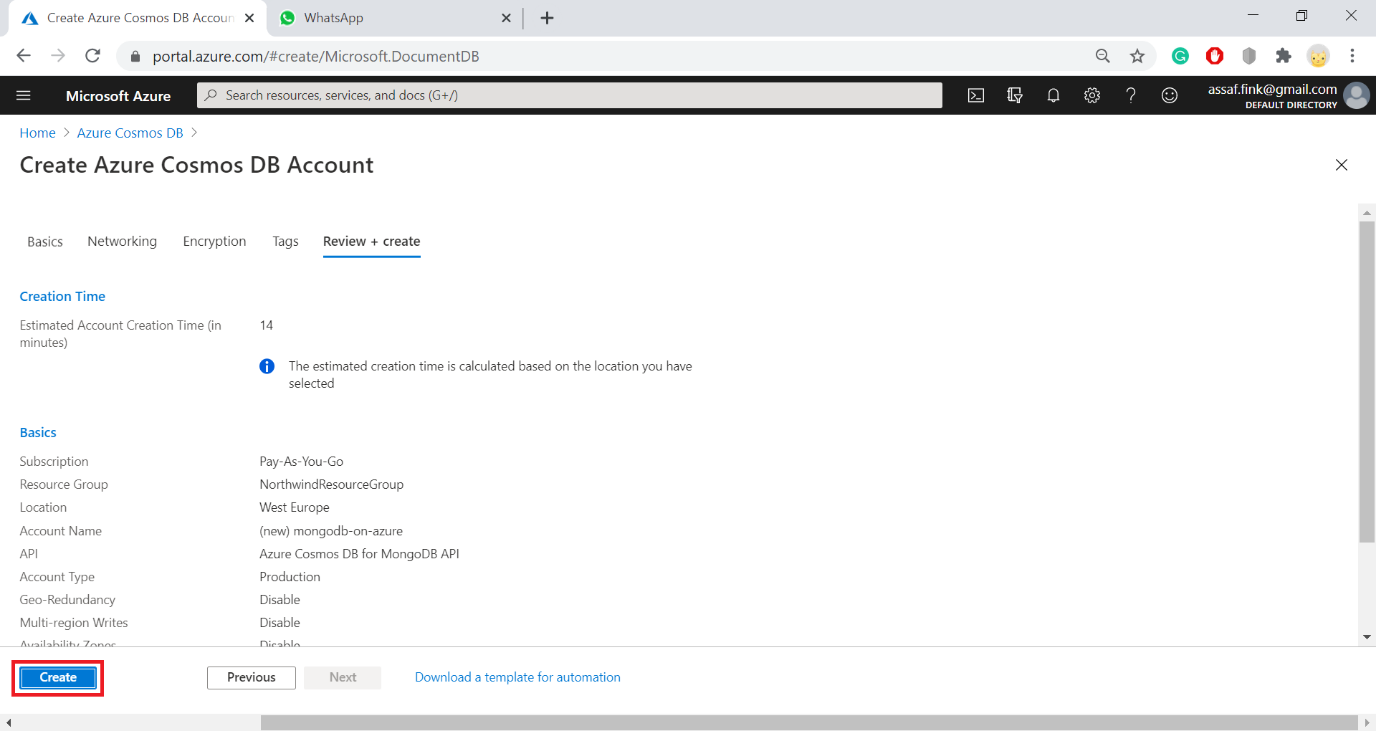 Create Azure Cosmos DB Accoun
WhatsApp
portal.azure.com/#create/Microsoft.DocumentDB
Microsoft Azure
Search resources, services, and docs (G+/)
assaf.fink@gmail.com
DEFAULT DIRECTORY
Home > Azure Cosmos DB >
Create Azure Cosmos DB Account
Basics Networking Encryption Tags Review + create
Creation Time
Estimated Account Creation Time (in 14
minutes)
The estimated creation time is calculated based on the location you have
selected
Basics
Subscription Pay-As-You-Go
Resource Group NorthwindResourceGroup
Location West Europe
Account Name (new) mongodb-on-azure
API Azure Cosmos DB for MongoDB API
Account Type Production
Geo-Redundancy Disable
Multi-region Writes Disable
Availability Zones Disable
Create Previous Next Download a template for automation